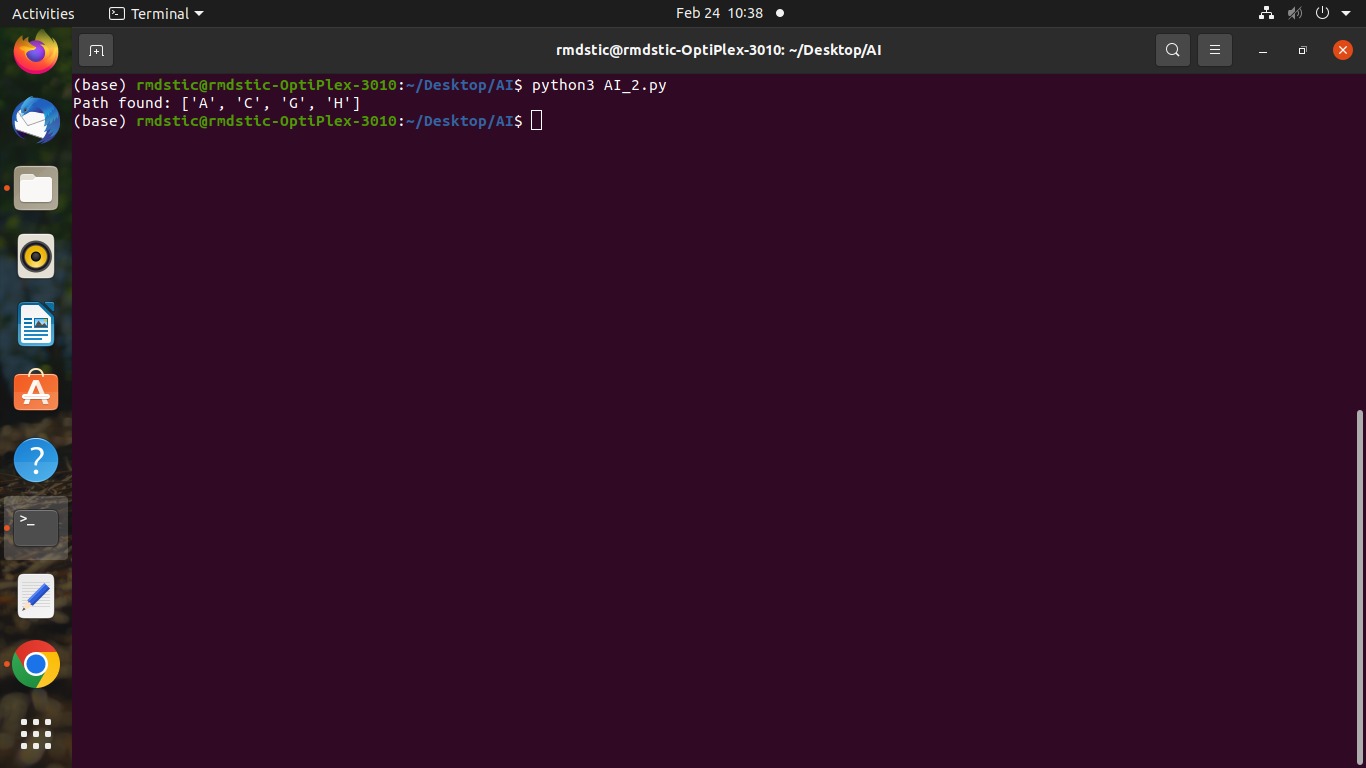 Activities Terminal Feb 24 10:38
rmdstic@rmdstic-OptiPlex-3010: ~/Desktop/AI
(base) rmdstic@rmdstic-OptiPlex-3010:~/Desktop/AI$ python3 AI_2.py
Path found: ['A', 'C', 'G', 'H']
(base) rmdstic@rmdstic-OptiPlex-3010:~/Desktop/AI$